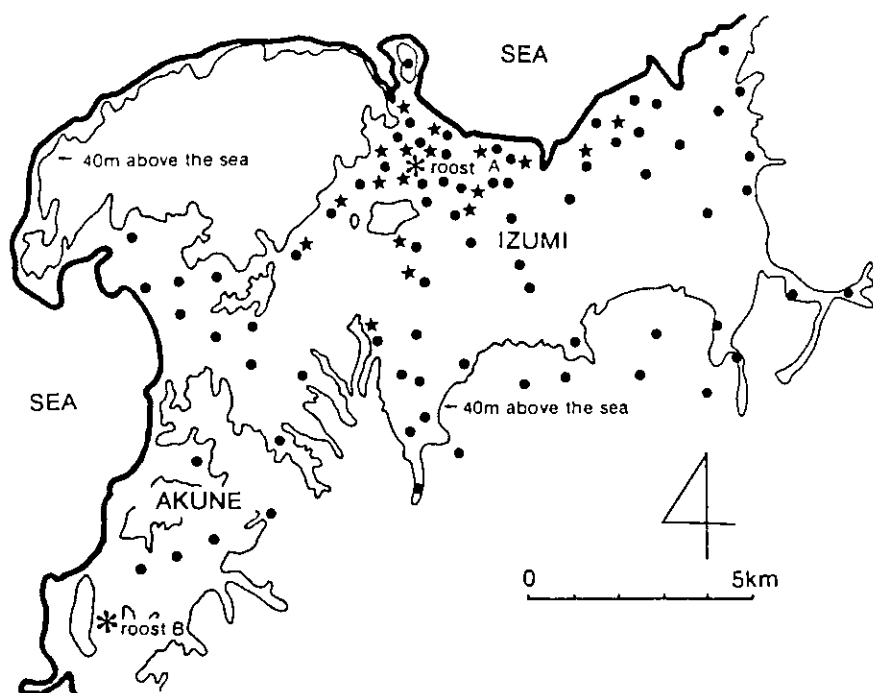 SEA
40m above the sea
roost A
IZUMI
SEA
40m above the sea
AKUNE
0 5km
roost B